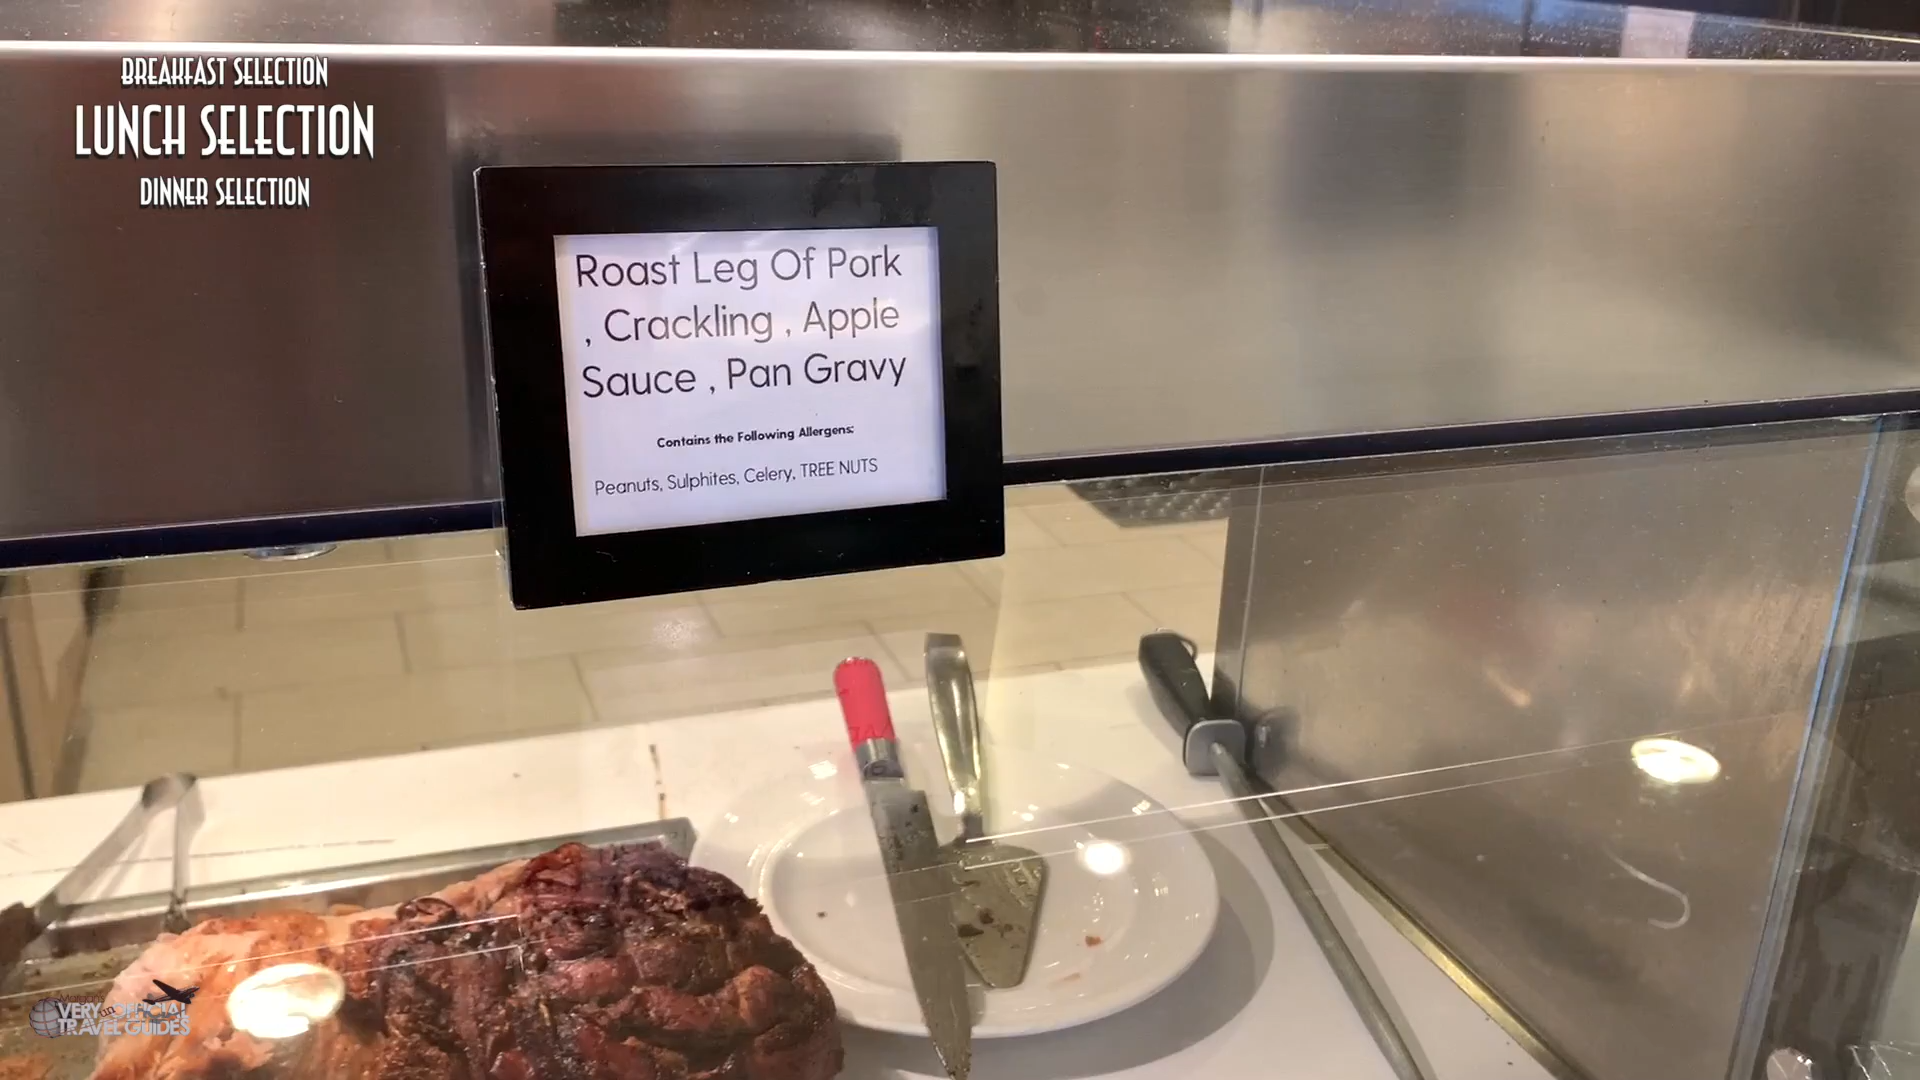 BREAKFAST SELECTION
LUNCH SELECTION
DINNER SELECTION
Roast Leg Of Pork
, Crackling , Apple
Sauce , Pan Gravy
Contains the Following Allergens:
Peanuts, Sulphites, Celery, TREE NUTS
VERY unOFFICIAL
TRAVEL GUIDES